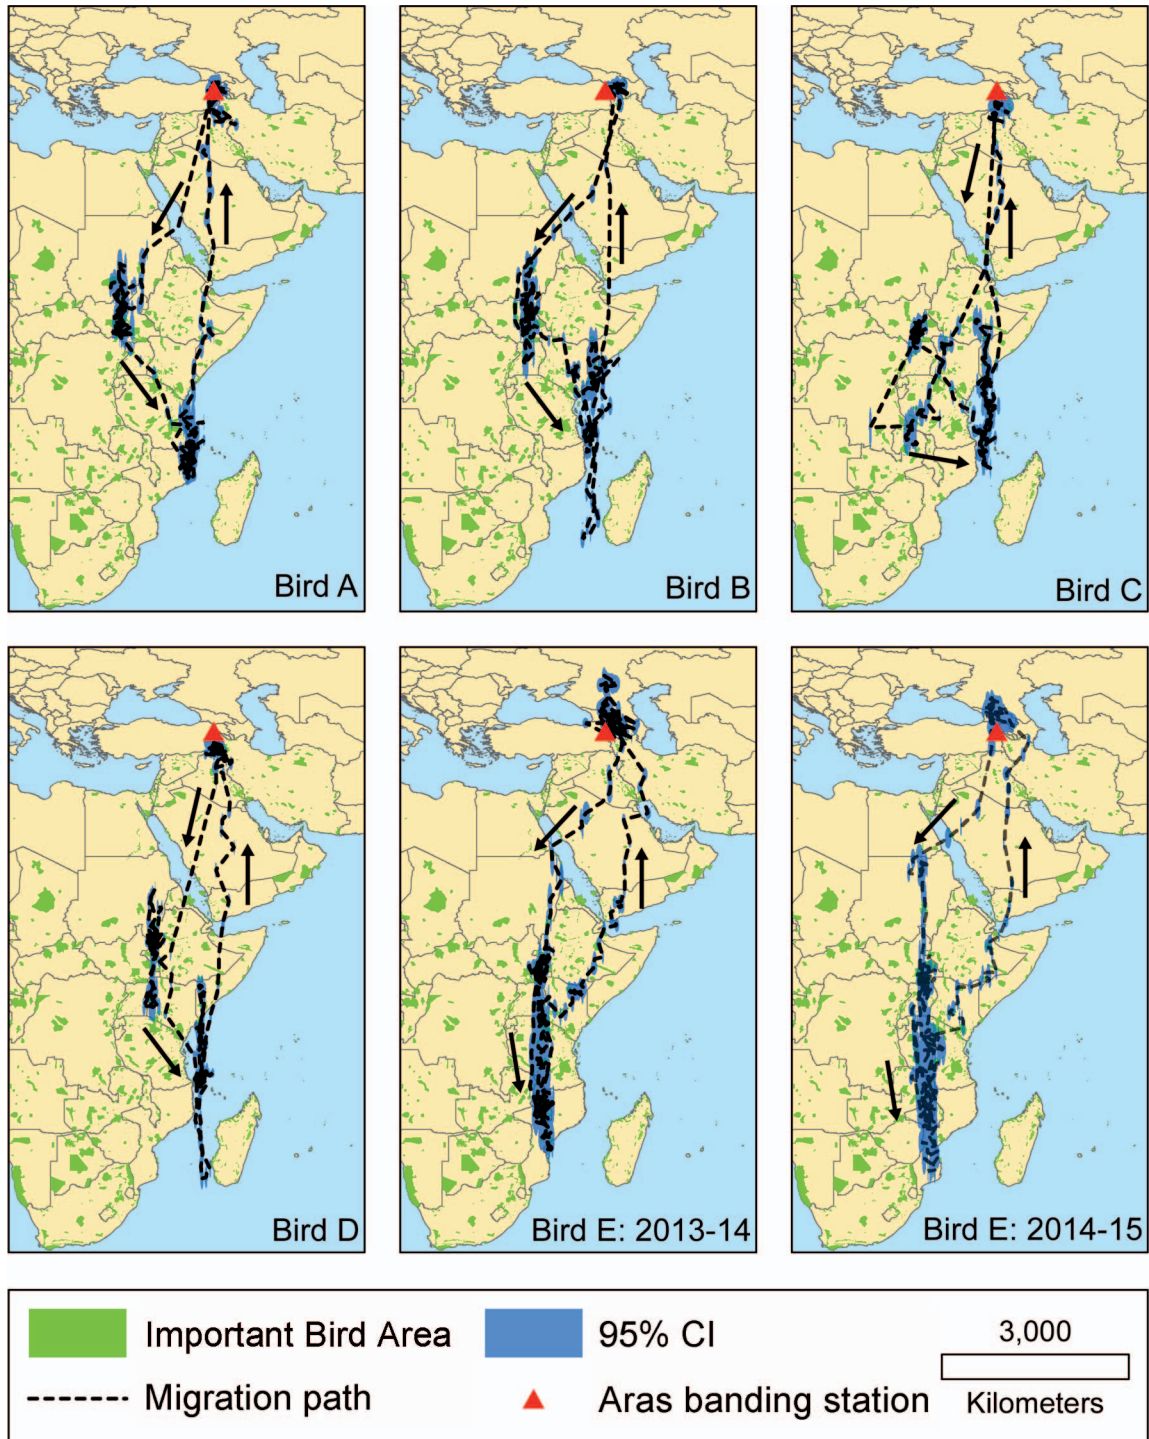 Bird A
Bird B
Bird C
Bird D
Bird E: 2013-14
Bird E: 2014-15
Important Bird Area
95% CI
3,000
Migration path
Aras banding station
Kilometers